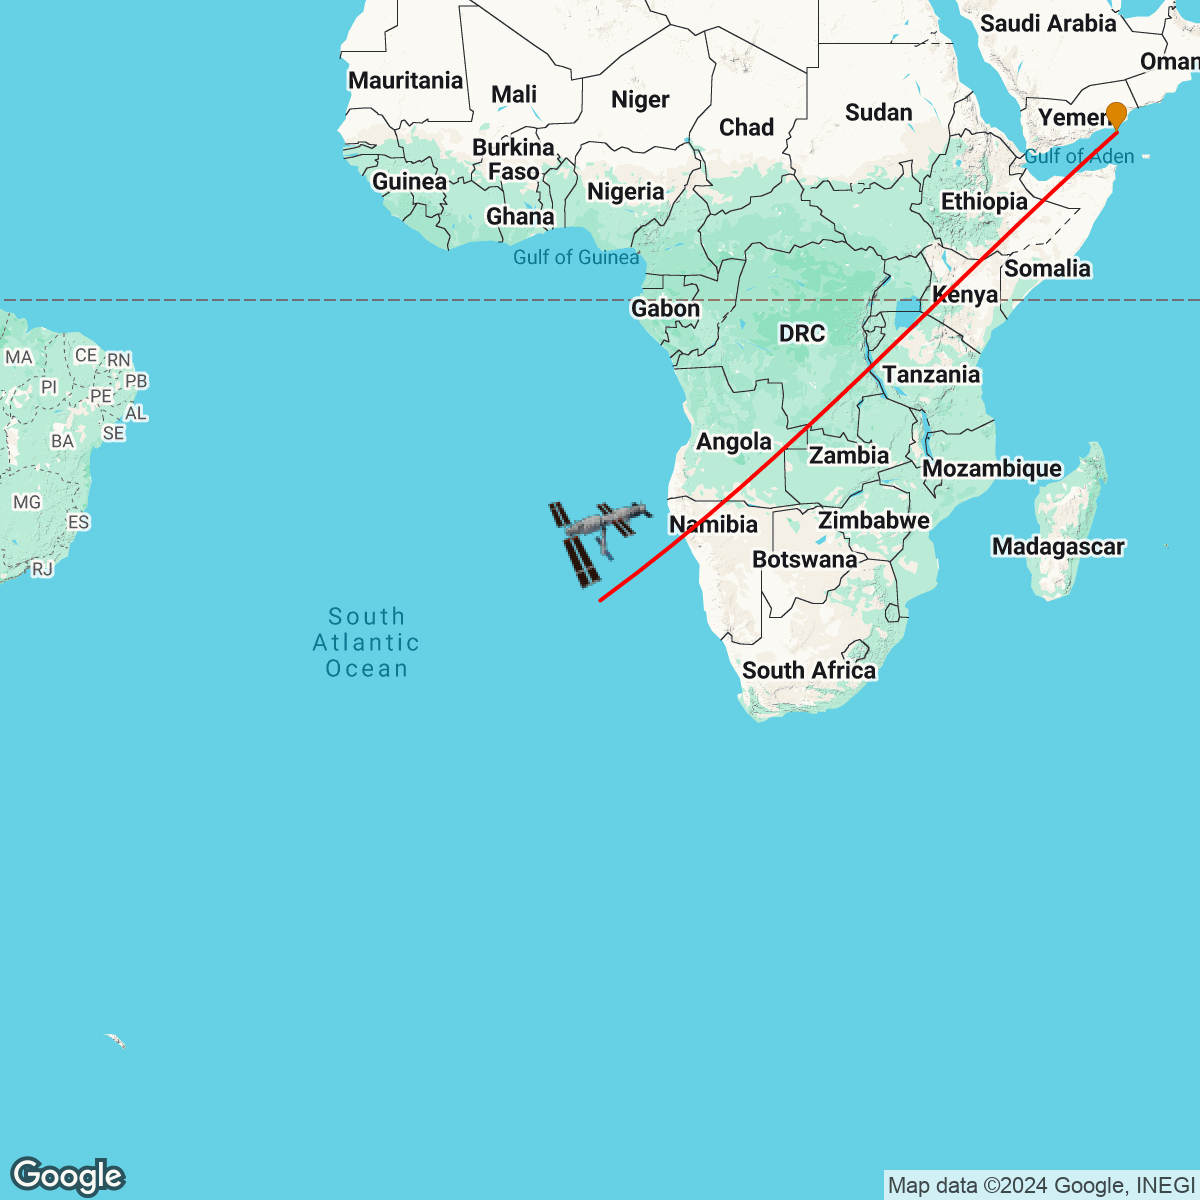 Saudi Arabia
Oman
Mauritania
Mali
Niger
Chad
Sudan
Yemen
Burkina
Faso
Gulf of Aden
Guinea
Nigeria
Ethiopia
Ghana
Gulf of Guinea
Somalia
Kenya
Gabon
DRC
MA
CE
RN
PB
PI
PE
AL
SE
BA
Tanzania
Angola
Zambia
Mozambique
MG
ES
RJ
Namibia
Zimbabwe
Botswana
Madagascar
South
Atlantic
Ocean
South Africa
Google
Map data ©2024 Google, INEGI